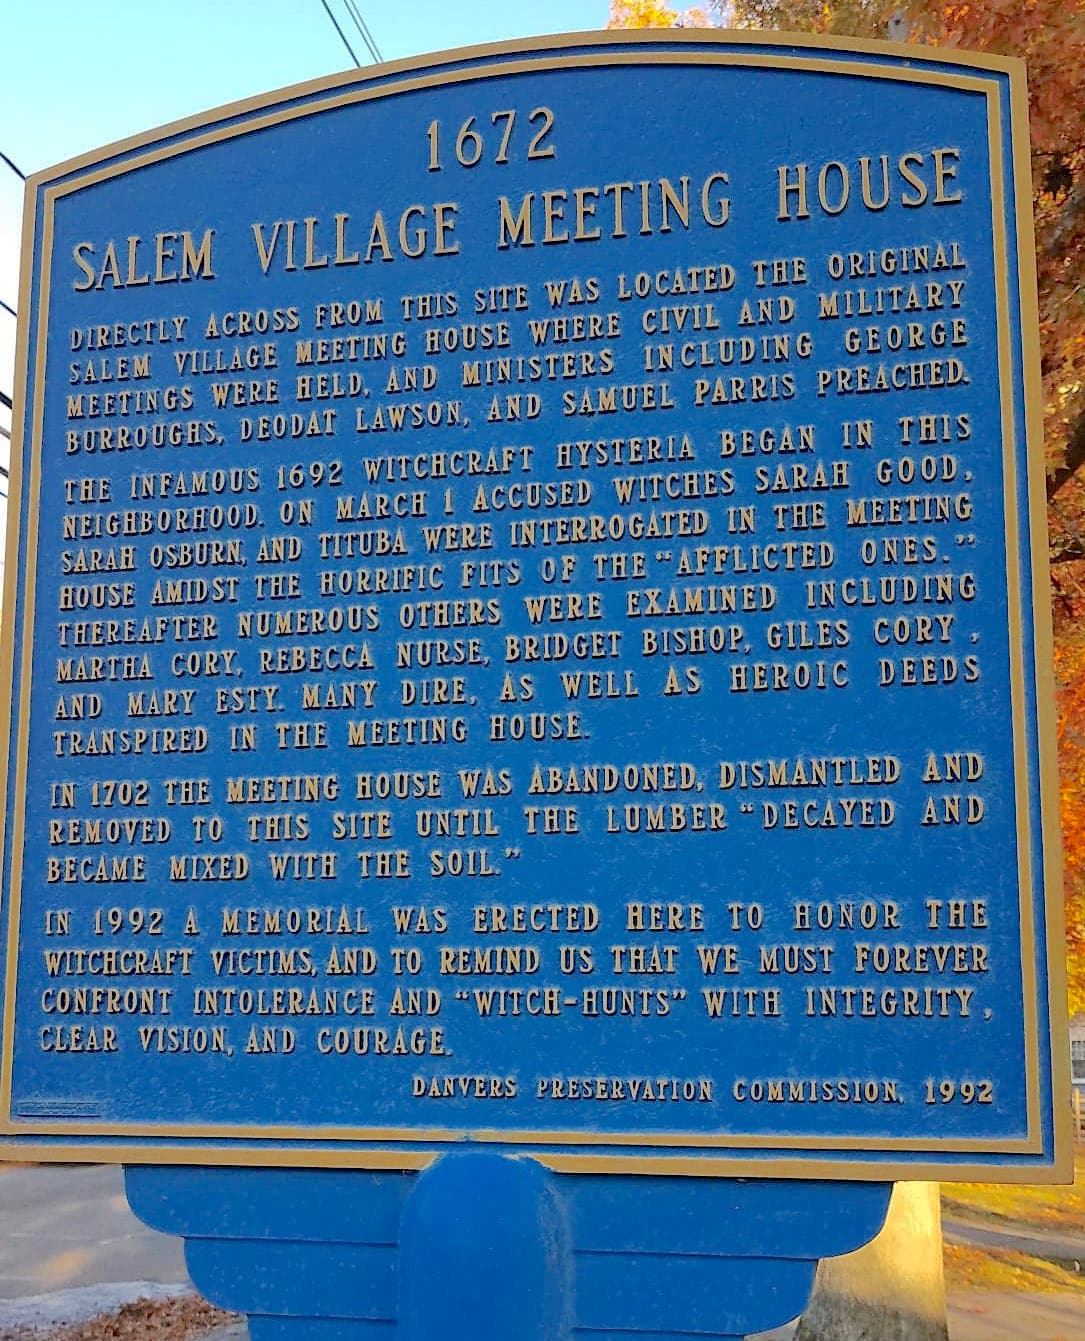 1672
SALEM VILLAGE MEETING HOUSE
DIRECTLY ACROSS FROM THIS SITE WAS LOCATED THE ORIGINAL
SALEM VILLAGE MEETING HOUSE WHERE CIVIL AND MILITARY
MEETINGS WERE HELD, AND MINISTERS INCLUDING GEORGE
BURROUGHS, DEODAT LAWSON, AND SAMUEL PARRIS PREACHED.
THE INFAMOUS 1692 WITCHCRAFT HYSTERIA BEGAN IN THIS
NEIGHBORHOOD. ON MARCH 1 ACCUSED WITCHES SARAH GOOD,
SARAH OSBURN, AND TITUBA WERE INTERROGATED IN THE MEETING
HOUSE AMIDST THE HORRIFIC FITS OF THE "AFFLICTED ONES."
THEREAFTER NUMEROUS OTHERS WERE EXAMINED INCLUDING
MARTHA CORY, REBECCA NURSE, BRIDGET BISHOP, GILES CORY,
AND MARY ESTY. MANY DIRE, AS WELL AS HEROIC DEEDS
TRANSPIRED IN THE MEETING HOUSE.
IN 1702 THE MEETING HOUSE WAS ABANDONED, DISMANTLED AND
REMOVED TO THIS SITE UNTIL THE LUMBER "DECAYED AND
BECAME MIXED WITH THE SOIL."
IN 1992 A MEMORIAL WAS ERECTED HERE TO HONOR THE
WITCHCRAFT VICTIMS, AND TO REMIND US THAT WE MUST FOREVER
CONFRONT INTOLERANCE AND "WITCH-HUNTS" WITH INTEGRITY,
CLEAR VISION, AND COURAGE.
DANVERS PRESERVATION COMMISSION, 1992